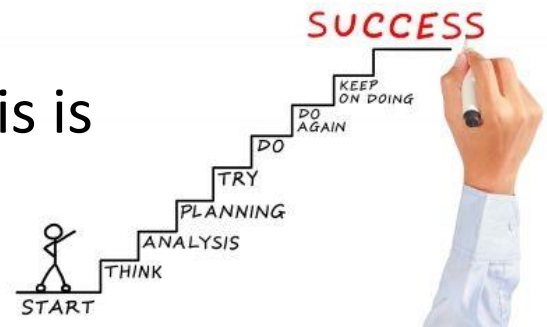 SUCCESS
is is
KEEP
ON DOING
DO
AGAIN
DO
TRY
PLANNING
ANALYSIS
THINK
START